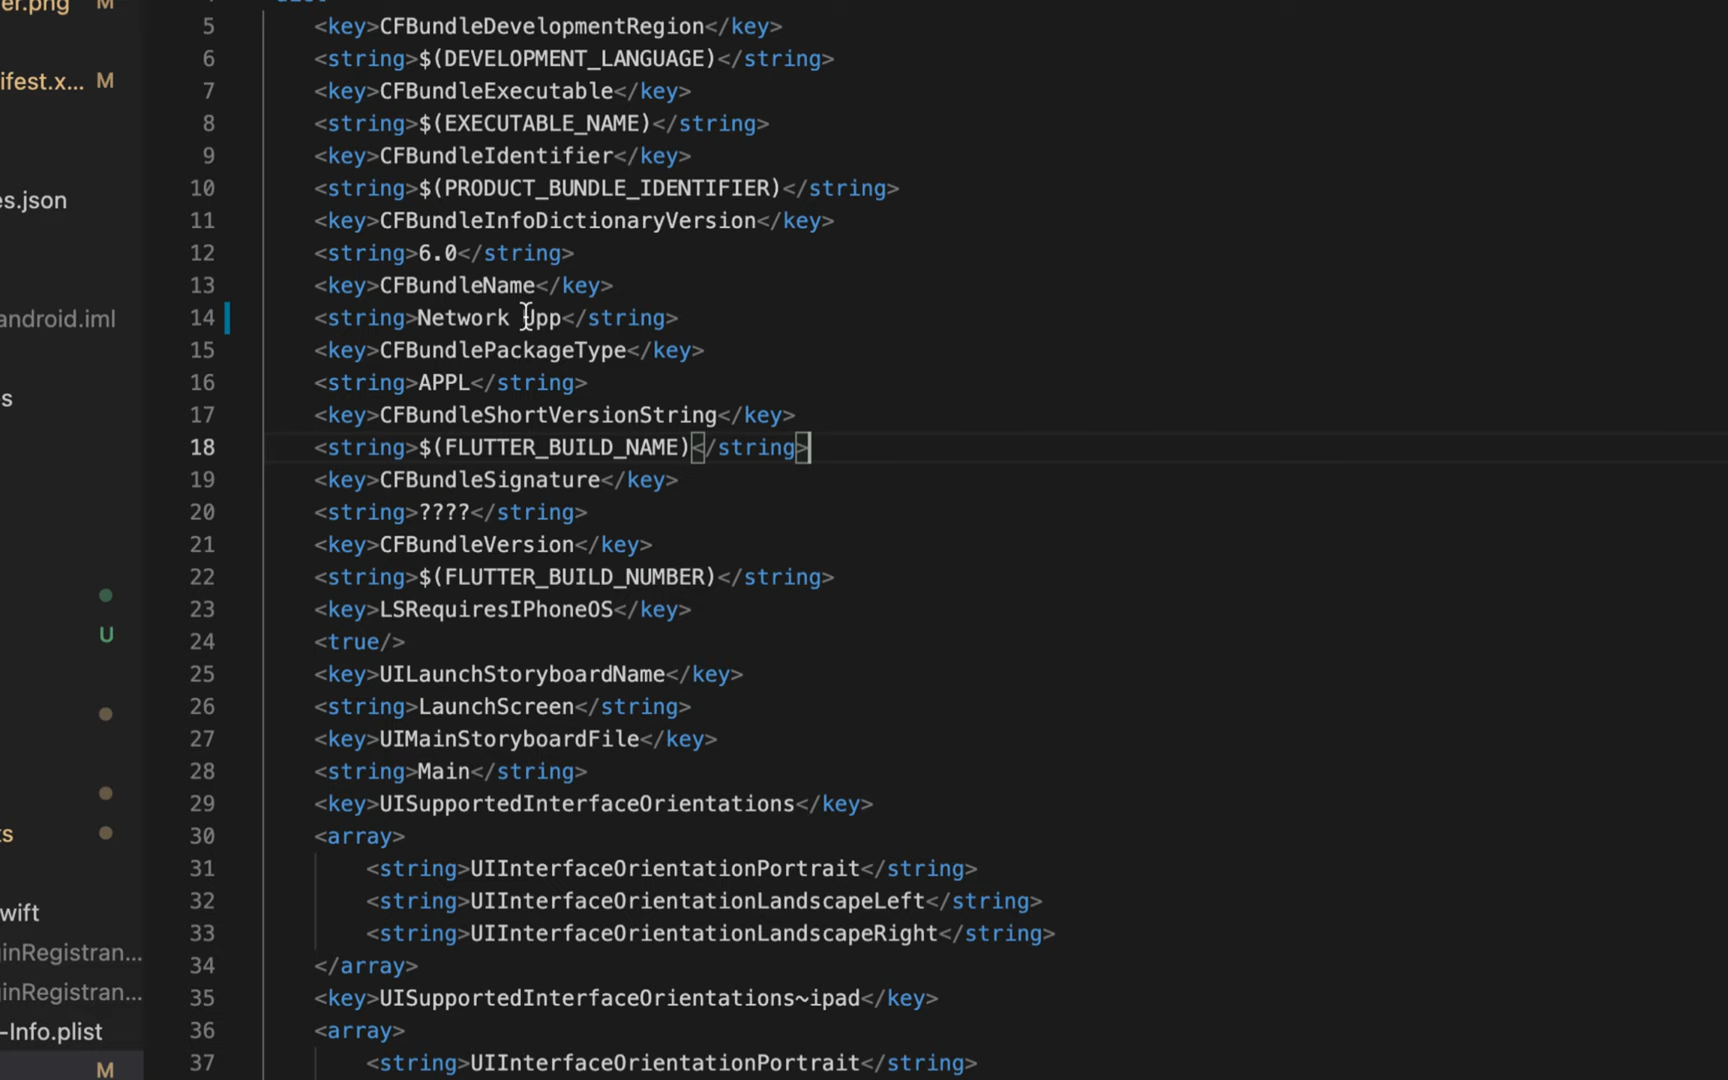 er.png M
ifest.x... M
es.json
android.iml
s
U
ts
wift
ginRegistran...
ginRegistran...
-Info.plist
M
5 <key>CFBundleDevelopmentRegion</key>
6 <string>$(DEVELOPMENT_LANGUAGE)</string>
7 <key>CFBundleExecutable</key>
8 <string>$(EXECUTABLE_NAME)</string>
9 <key>CFBundleIdentifier</key>
10 <string>$(PRODUCT_BUNDLE_IDENTIFIER)</string>
11 <key>CFBundleInfoDictionaryVersion</key>
12 <string>6.0</string>
13 <key>CFBundleName</key>
14 <string>Network Upp</string>
15 <key>CFBundlePackageType</key>
16 <string>APPL</string>
17 <key>CFBundleShortVersionString</key>
18 <string>$(FLUTTER_BUILD_NAME)</string>
19 <key>CFBundleSignature</key>
20 <string>????</string>
21 <key>CFBundleVersion</key>
22 <string>$(FLUTTER_BUILD_NUMBER)</string>
23 <key>LSRequiresIPhoneOS</key>
24 <true/>
25 <key>UILaunchStoryboardName</key>
26 <string>LaunchScreen</string>
27 <key>UIMainStoryboardFile</key>
28 <string>Main</string>
29 <key>UISupportedInterfaceOrientations</key>
30 <array>
31 <string>UIInterfaceOrientationPortrait</string>
32 <string>UIInterfaceOrientationLandscapeLeft</string>
33 <string>UIInterfaceOrientationLandscapeRight</string>
34 </array>
35 <key>UISupportedInterfaceOrientations~ipad</key>
36 <array>
37 <string>UIInterfaceOrientationPortrait</string>